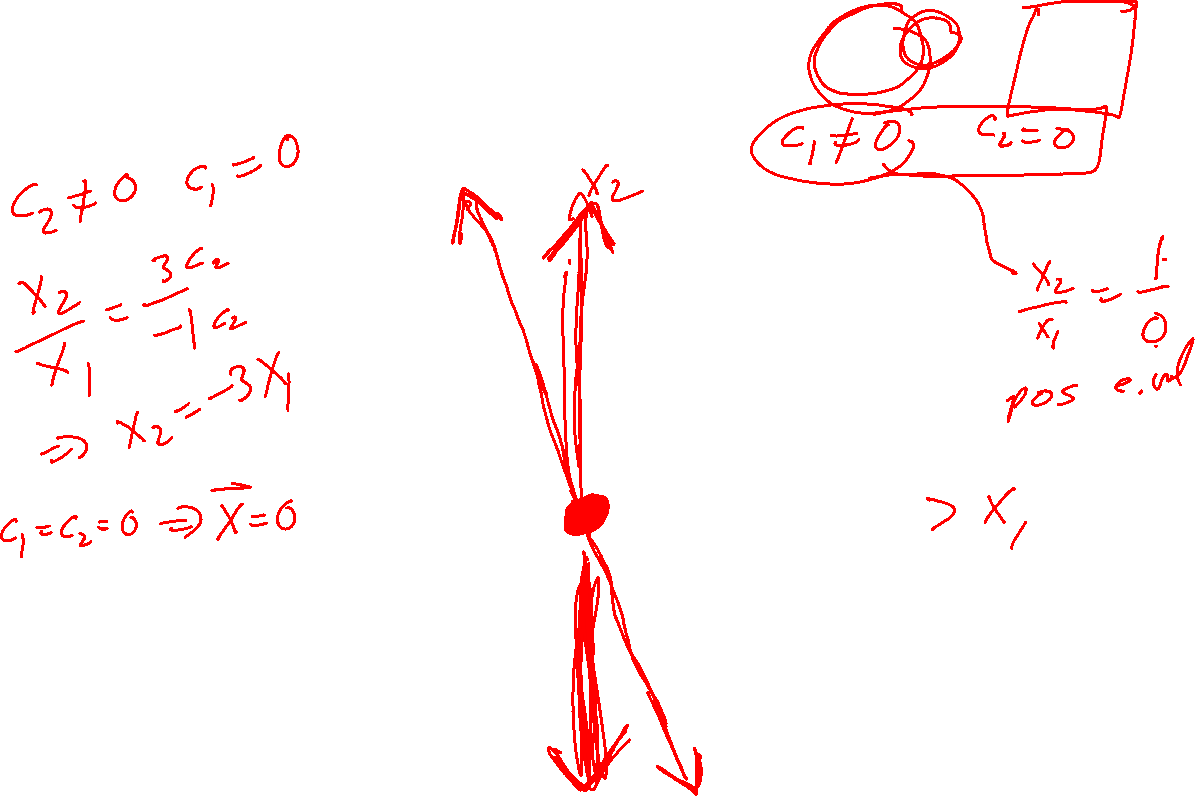 C₂ ≠ 0 C₁ = 0
X₂/X₁ = 3C₂/-1C₂
⇒ X₂ = -3X₁
C₁ = C₂ = 0 ⇒ X⃗ = 0
X₂
C₁ ≠ 0, C₂ = 0
X₂/X₁ = 1/0
pos e.val
> X₁